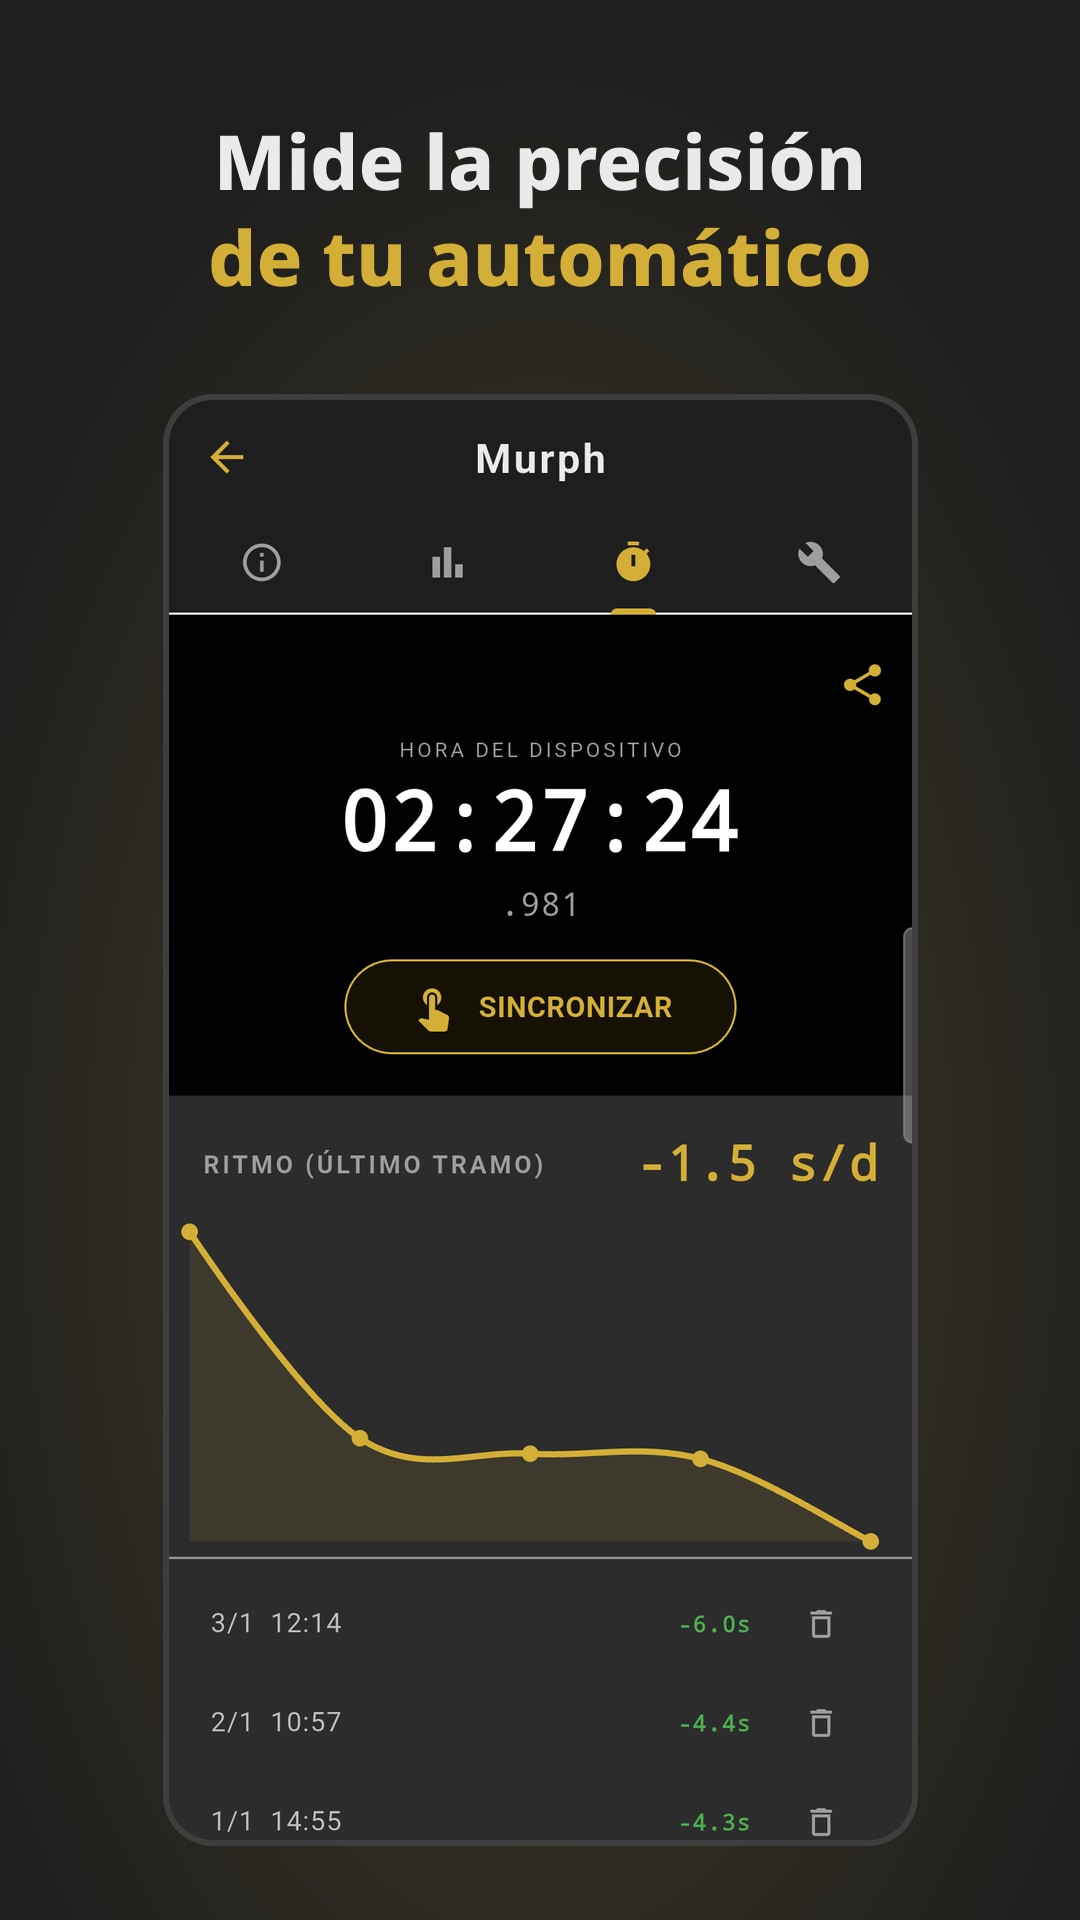 Mide la precisión
de tu automático
Murph
HORA DEL DISPOSITIVO
02:27:24
.981
SINCRONIZAR
RITMO (ÚLTIMO TRAMO) -1.5 s/d
3/1 12:14 -6.0s
2/1 10:57 -4.4s
1/1 14:55 -4.3s